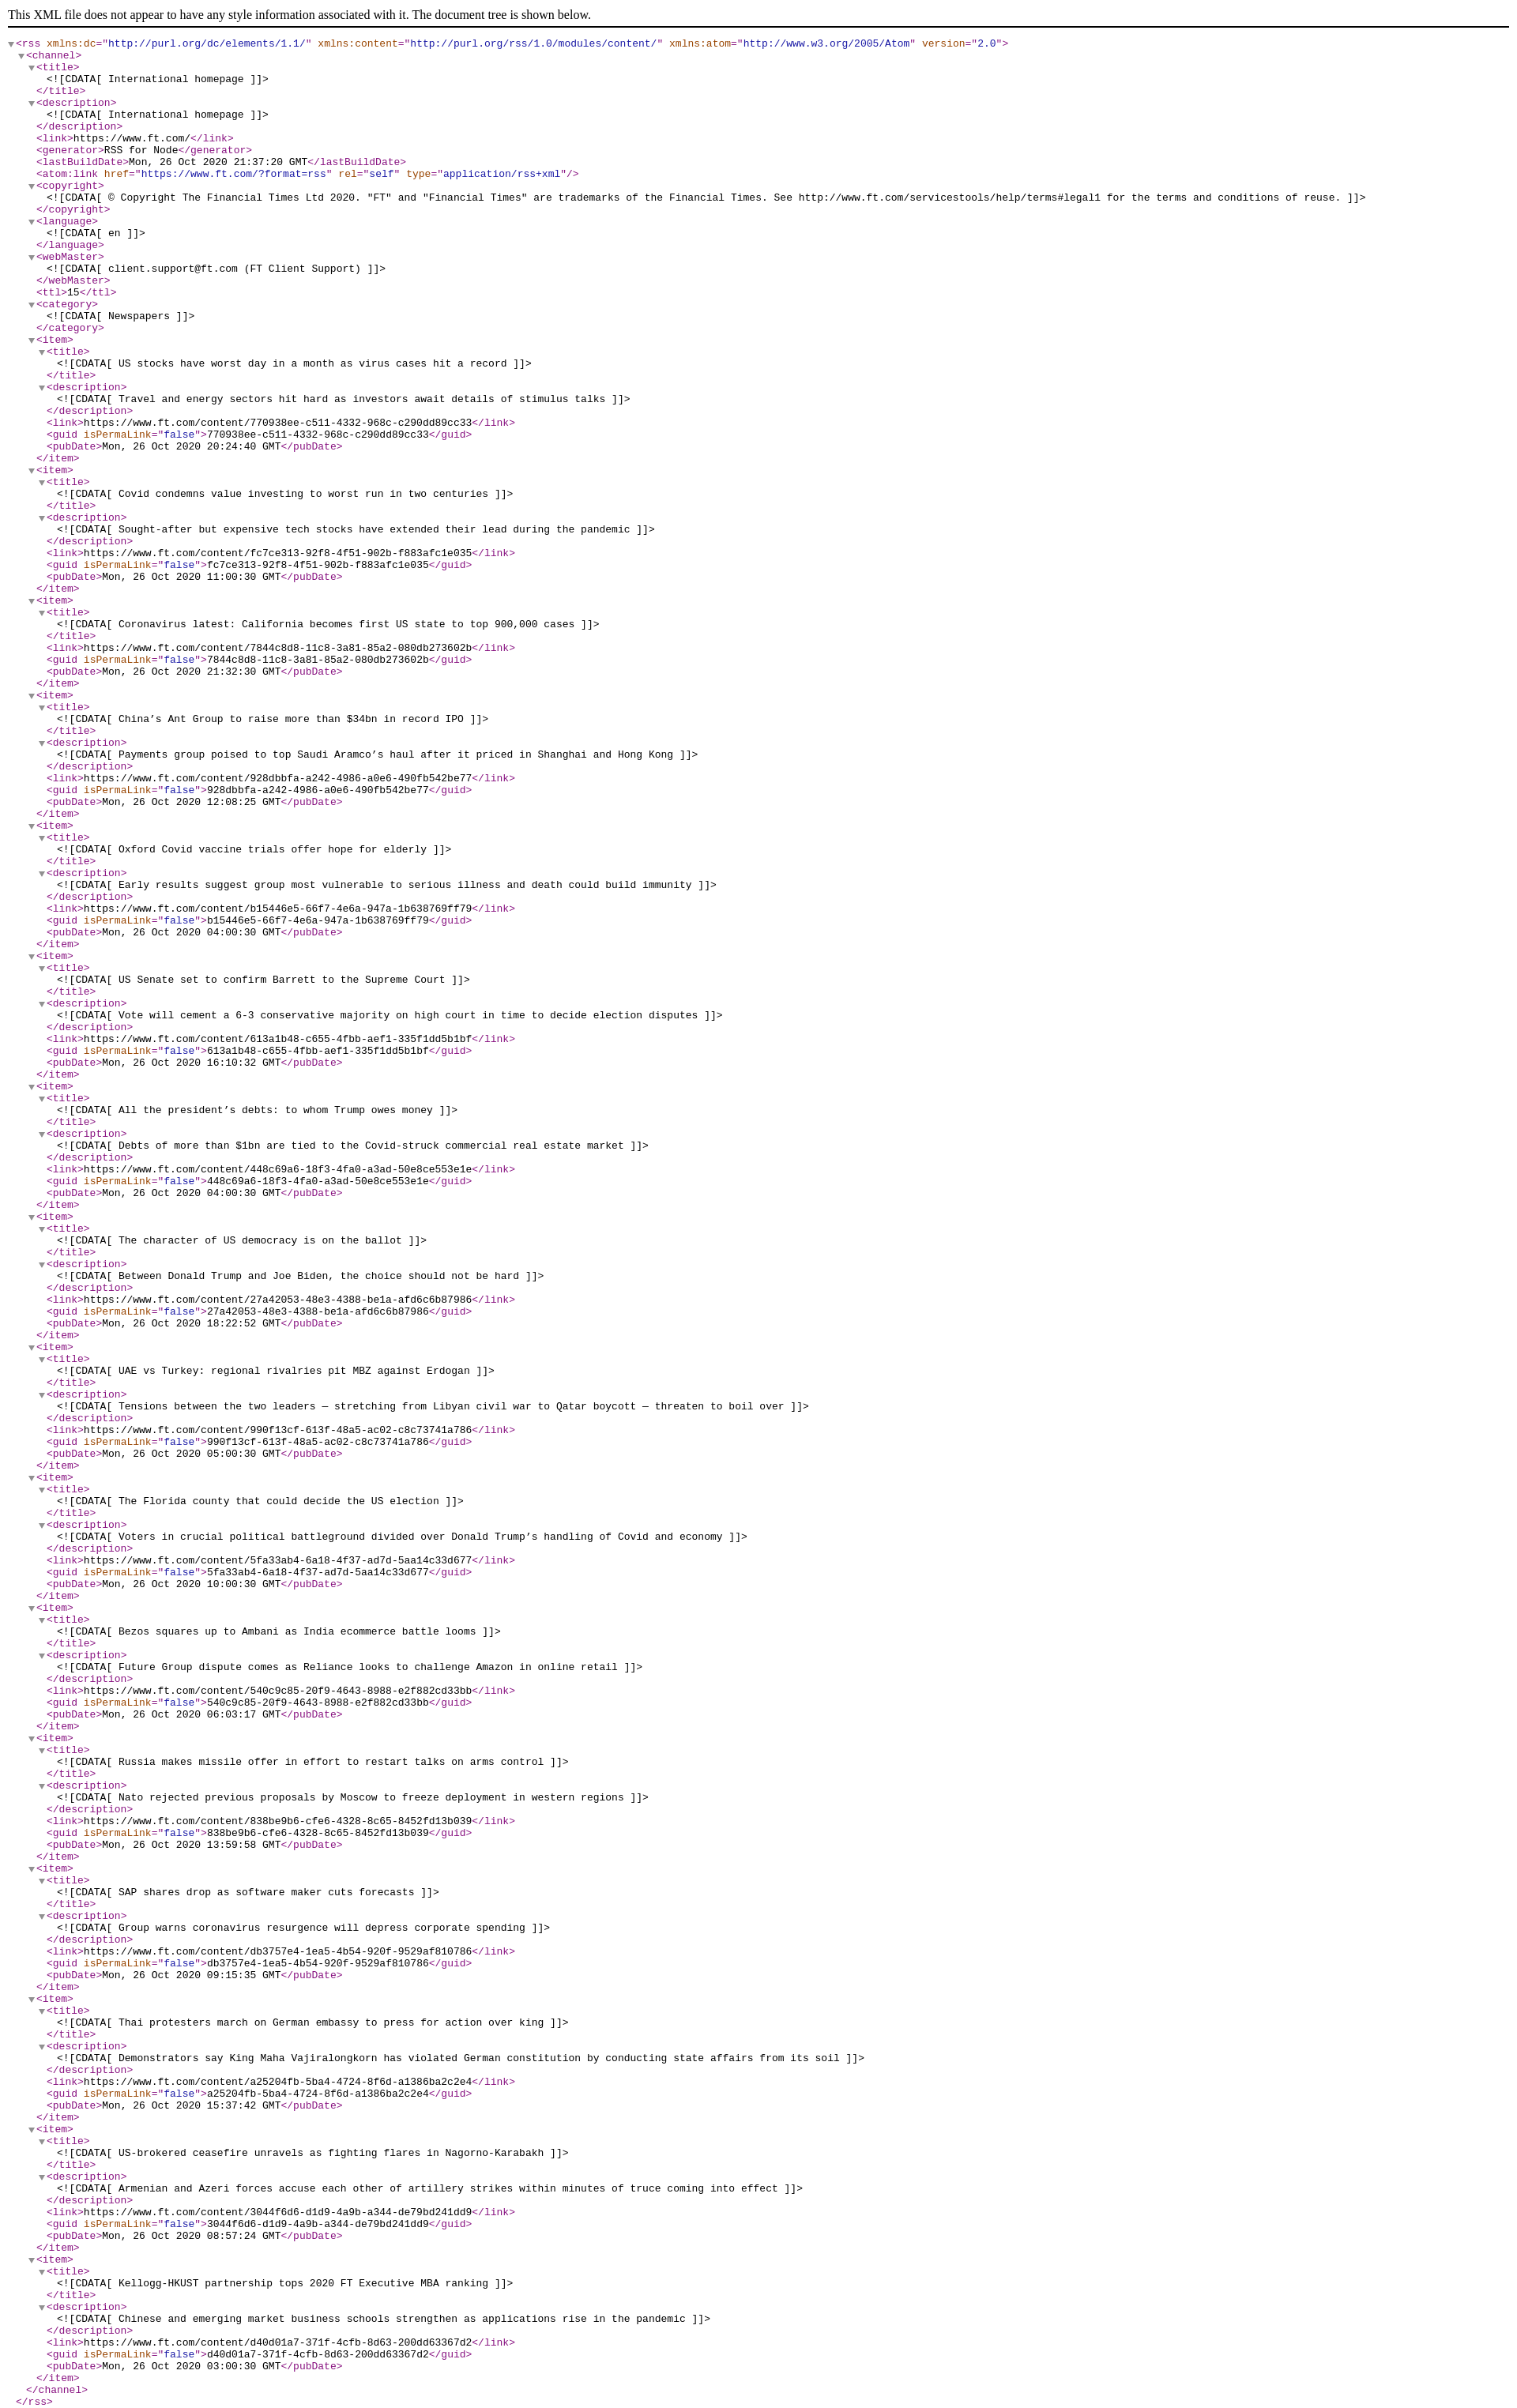 This XML file does not appear to have any style information associated with it. The document tree is shown below.
<rss xmlns:dc="http://purl.org/dc/elements/1.1/" xmlns:content="http://purl.org/rss/1.0/modules/content/" xmlns:atom="http://www.w3.org/2005/Atom" version="2.0">
<channel>
<title>
<![CDATA[ International homepage ]]>
</title>
<description>
<![CDATA[ International homepage ]]>
</description>
<link>https://www.ft.com/</link>
<generator>RSS for Node</generator>
<lastBuildDate>Mon, 26 Oct 2020 21:37:20 GMT</lastBuildDate>
<atom:link href="https://www.ft.com/?format=rss" rel="self" type="application/rss+xml"/>
<copyright>
<![CDATA[ © Copyright The Financial Times Ltd 2020. "FT" and "Financial Times" are trademarks of the Financial Times. See http://www.ft.com/servicestools/help/terms#legal1 for the terms and conditions of reuse. ]]>
</copyright>
<language>
<![CDATA[ en ]]>
</language>
<webMaster>
<![CDATA[ client.support@ft.com (FT Client Support) ]]>
</webMaster>
<ttl>15</ttl>
<category>
<![CDATA[ Newspapers ]]>
</category>
<item>
<title>
<![CDATA[ US stocks have worst day in a month as virus cases hit a record ]]>
</title>
<description>
<![CDATA[ Travel and energy sectors hit hard as investors await details of stimulus talks ]]>
</description>
<link>https://www.ft.com/content/770938ee-c511-4332-968c-c290dd89cc33</link>
<guid isPermaLink="false">770938ee-c511-4332-968c-c290dd89cc33</guid>
<pubDate>Mon, 26 Oct 2020 20:24:40 GMT</pubDate>
</item>
<item>
<title>
<![CDATA[ Covid condemns value investing to worst run in two centuries ]]>
</title>
<description>
<![CDATA[ Sought-after but expensive tech stocks have extended their lead during the pandemic ]]>
</description>
<link>https://www.ft.com/content/fc7ce313-92f8-4f51-902b-f883afc1e035</link>
<guid isPermaLink="false">fc7ce313-92f8-4f51-902b-f883afc1e035</guid>
<pubDate>Mon, 26 Oct 2020 11:00:30 GMT</pubDate>
</item>
<item>
<title>
<![CDATA[ Coronavirus latest: California becomes first US state to top 900,000 cases ]]>
</title>
<link>https://www.ft.com/content/7844c8d8-11c8-3a81-85a2-080db273602b</link>
<guid isPermaLink="false">7844c8d8-11c8-3a81-85a2-080db273602b</guid>
<pubDate>Mon, 26 Oct 2020 21:32:30 GMT</pubDate>
</item>
<item>
<title>
<![CDATA[ China’s Ant Group to raise more than $34bn in record IPO ]]>
</title>
<description>
<![CDATA[ Payments group poised to top Saudi Aramco’s haul after it priced in Shanghai and Hong Kong ]]>
</description>
<link>https://www.ft.com/content/928dbbfa-a242-4986-a0e6-490fb542be77</link>
<guid isPermaLink="false">928dbbfa-a242-4986-a0e6-490fb542be77</guid>
<pubDate>Mon, 26 Oct 2020 12:08:25 GMT</pubDate>
</item>
<item>
<title>
<![CDATA[ Oxford Covid vaccine trials offer hope for elderly ]]>
</title>
<description>
<![CDATA[ Early results suggest group most vulnerable to serious illness and death could build immunity ]]>
</description>
<link>https://www.ft.com/content/b15446e5-66f7-4e6a-947a-1b638769ff79</link>
<guid isPermaLink="false">b15446e5-66f7-4e6a-947a-1b638769ff79</guid>
<pubDate>Mon, 26 Oct 2020 04:00:30 GMT</pubDate>
</item>
<item>
<title>
<![CDATA[ US Senate set to confirm Barrett to the Supreme Court ]]>
</title>
<description>
<![CDATA[ Vote will cement a 6-3 conservative majority on high court in time to decide election disputes ]]>
</description>
<link>https://www.ft.com/content/613a1b48-c655-4fbb-aef1-335f1dd5b1bf</link>
<guid isPermaLink="false">613a1b48-c655-4fbb-aef1-335f1dd5b1bf</guid>
<pubDate>Mon, 26 Oct 2020 16:10:32 GMT</pubDate>
</item>
<item>
<title>
<![CDATA[ All the president’s debts: to whom Trump owes money ]]>
</title>
<description>
<![CDATA[ Debts of more than $1bn are tied to the Covid-struck commercial real estate market ]]>
</description>
<link>https://www.ft.com/content/448c69a6-18f3-4fa0-a3ad-50e8ce553e1e</link>
<guid isPermaLink="false">448c69a6-18f3-4fa0-a3ad-50e8ce553e1e</guid>
<pubDate>Mon, 26 Oct 2020 04:00:30 GMT</pubDate>
</item>
<item>
<title>
<![CDATA[ The character of US democracy is on the ballot ]]>
</title>
<description>
<![CDATA[ Between Donald Trump and Joe Biden, the choice should not be hard ]]>
</description>
<link>https://www.ft.com/content/27a42053-48e3-4388-be1a-afd6c6b87986</link>
<guid isPermaLink="false">27a42053-48e3-4388-be1a-afd6c6b87986</guid>
<pubDate>Mon, 26 Oct 2020 18:22:52 GMT</pubDate>
</item>
<item>
<title>
<![CDATA[ UAE vs Turkey: regional rivalries pit MBZ against Erdogan ]]>
</title>
<description>
<![CDATA[ Tensions between the two leaders — stretching from Libyan civil war to Qatar boycott — threaten to boil over ]]>
</description>
<link>https://www.ft.com/content/990f13cf-613f-48a5-ac02-c8c73741a786</link>
<guid isPermaLink="false">990f13cf-613f-48a5-ac02-c8c73741a786</guid>
<pubDate>Mon, 26 Oct 2020 05:00:30 GMT</pubDate>
</item>
<item>
<title>
<![CDATA[ The Florida county that could decide the US election ]]>
</title>
<description>
<![CDATA[ Voters in crucial political battleground divided over Donald Trump’s handling of Covid and economy ]]>
</description>
<link>https://www.ft.com/content/5fa33ab4-6a18-4f37-ad7d-5aa14c33d677</link>
<guid isPermaLink="false">5fa33ab4-6a18-4f37-ad7d-5aa14c33d677</guid>
<pubDate>Mon, 26 Oct 2020 10:00:30 GMT</pubDate>
</item>
<item>
<title>
<![CDATA[ Bezos squares up to Ambani as India ecommerce battle looms ]]>
</title>
<description>
<![CDATA[ Future Group dispute comes as Reliance looks to challenge Amazon in online retail ]]>
</description>
<link>https://www.ft.com/content/540c9c85-20f9-4643-8988-e2f882cd33bb</link>
<guid isPermaLink="false">540c9c85-20f9-4643-8988-e2f882cd33bb</guid>
<pubDate>Mon, 26 Oct 2020 06:03:17 GMT</pubDate>
</item>
<item>
<title>
<![CDATA[ Russia makes missile offer in effort to restart talks on arms control ]]>
</title>
<description>
<![CDATA[ Nato rejected previous proposals by Moscow to freeze deployment in western regions ]]>
</description>
<link>https://www.ft.com/content/838be9b6-cfe6-4328-8c65-8452fd13b039</link>
<guid isPermaLink="false">838be9b6-cfe6-4328-8c65-8452fd13b039</guid>
<pubDate>Mon, 26 Oct 2020 13:59:58 GMT</pubDate>
</item>
<item>
<title>
<![CDATA[ SAP shares drop as software maker cuts forecasts ]]>
</title>
<description>
<![CDATA[ Group warns coronavirus resurgence will depress corporate spending ]]>
</description>
<link>https://www.ft.com/content/db3757e4-1ea5-4b54-920f-9529af810786</link>
<guid isPermaLink="false">db3757e4-1ea5-4b54-920f-9529af810786</guid>
<pubDate>Mon, 26 Oct 2020 09:15:35 GMT</pubDate>
</item>
<item>
<title>
<![CDATA[ Thai protesters march on German embassy to press for action over king ]]>
</title>
<description>
<![CDATA[ Demonstrators say King Maha Vajiralongkorn has violated German constitution by conducting state affairs from its soil ]]>
</description>
<link>https://www.ft.com/content/a25204fb-5ba4-4724-8f6d-a1386ba2c2e4</link>
<guid isPermaLink="false">a25204fb-5ba4-4724-8f6d-a1386ba2c2e4</guid>
<pubDate>Mon, 26 Oct 2020 15:37:42 GMT</pubDate>
</item>
<item>
<title>
<![CDATA[ US-brokered ceasefire unravels as fighting flares in Nagorno-Karabakh ]]>
</title>
<description>
<![CDATA[ Armenian and Azeri forces accuse each other of artillery strikes within minutes of truce coming into effect ]]>
</description>
<link>https://www.ft.com/content/3044f6d6-d1d9-4a9b-a344-de79bd241dd9</link>
<guid isPermaLink="false">3044f6d6-d1d9-4a9b-a344-de79bd241dd9</guid>
<pubDate>Mon, 26 Oct 2020 08:57:24 GMT</pubDate>
</item>
<item>
<title>
<![CDATA[ Kellogg-HKUST partnership tops 2020 FT Executive MBA ranking ]]>
</title>
<description>
<![CDATA[ Chinese and emerging market business schools strengthen as applications rise in the pandemic ]]>
</description>
<link>https://www.ft.com/content/d40d01a7-371f-4cfb-8d63-200dd63367d2</link>
<guid isPermaLink="false">d40d01a7-371f-4cfb-8d63-200dd63367d2</guid>
<pubDate>Mon, 26 Oct 2020 03:00:30 GMT</pubDate>
</item>
</channel>
</rss>